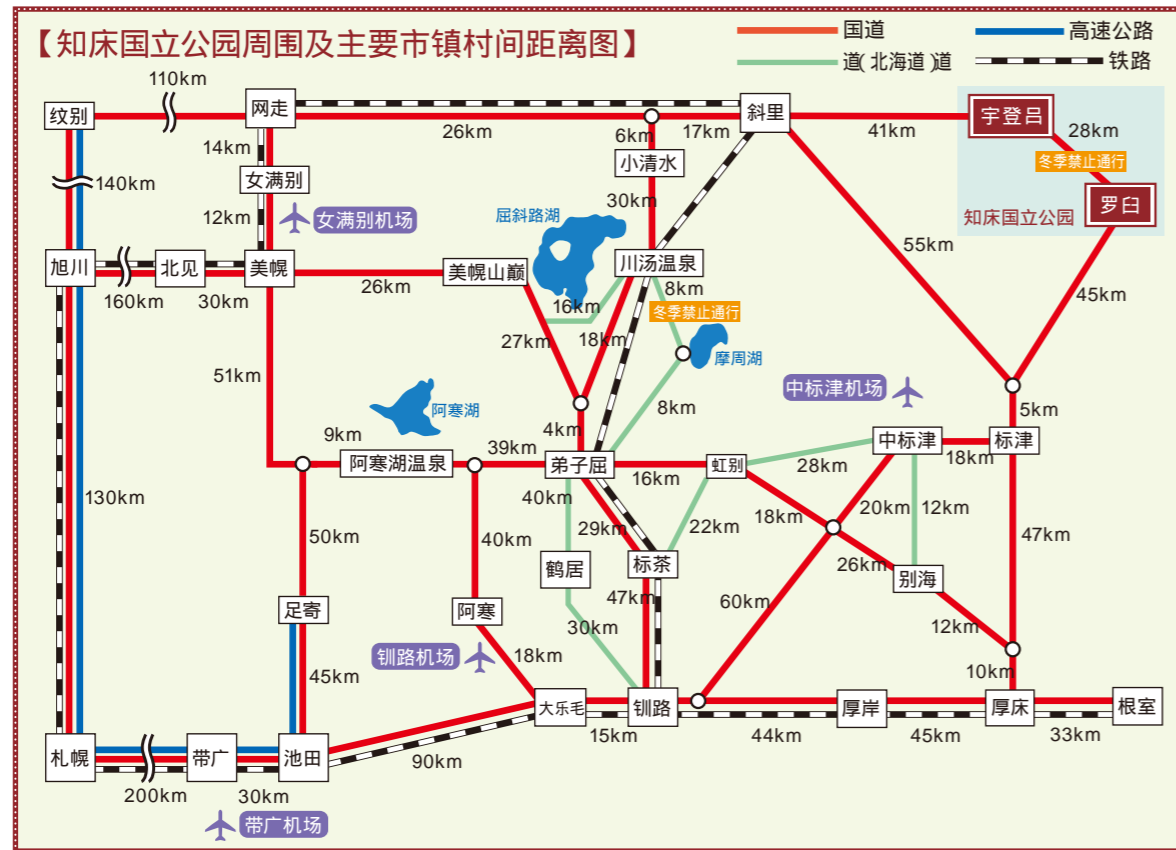 【知床国立公园周围及主要市镇村间距离图】
国道
高速公路
道(北海道)道
铁路
110km
纹别
网走
斜里
宇登吕
26km
6km
17km
41km
28km
冬季禁止通行
14km
小清水
140km
女满别
30km
罗臼
12km
女满别机场
屈斜路湖
知床国立公园
55km
旭川
北见
美幌
美幌山巅
川汤温泉
160km
30km
26km
8km
45km
16km
冬季禁止通行
27km
18km
摩周湖
51km
中标津机场
阿寒湖
8km
5km
4km
9km
39km
中标津
标津
阿寒湖温泉
弟子屈
虹别
28km
18km
16km
40km
130km
20km
12km
29km
22km
18km
50km
40km
47km
鹤居
标茶
26km
别海
47km
60km
足寄
阿寒
30km
12km
钏路机场
18km
45km
10km
大乐毛
钏路
厚岸
厚床
根室
15km
44km
45km
33km
札幌
带广
池田
90km
200km
30km
带广机场